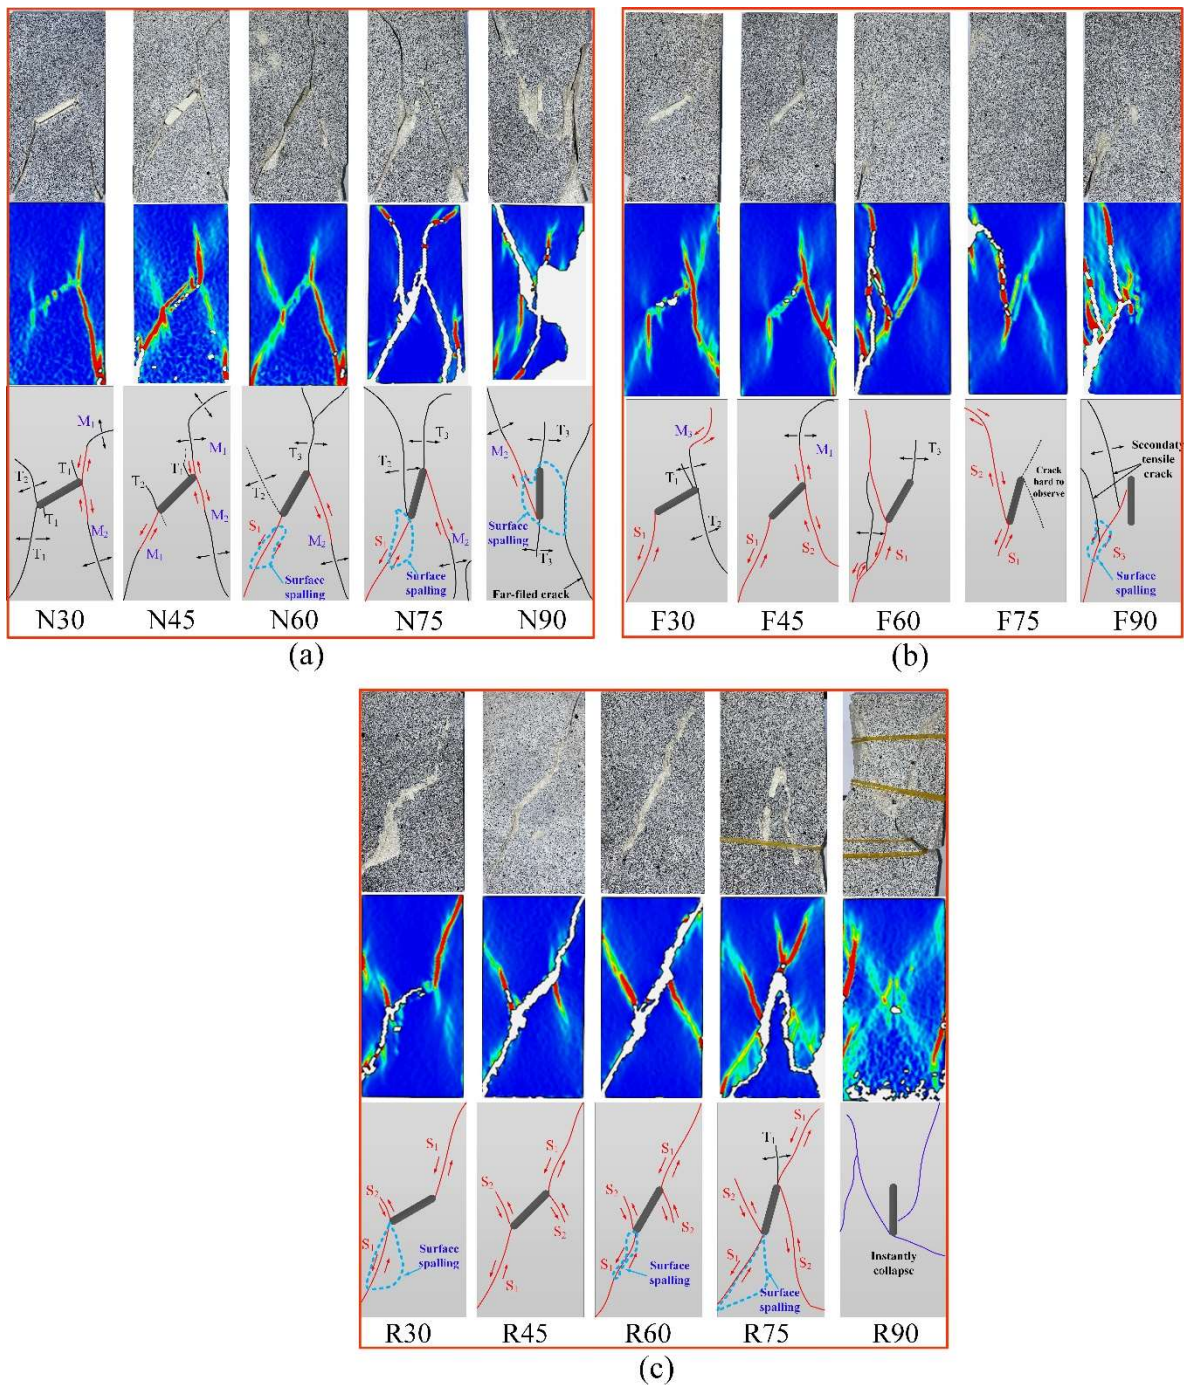 M1
T2
T1
T1
T1
M2
N30
M1
T1
T2
M2
M1
N45
T3
T2
S1
M2
Surface
spalling
N60
T3
T2
S1
M2
Surface
spalling
N75
T3
M2
Surface
spalling
T3
Far-filed crack
N90
(a)
M3
T1
T2
S1
F30
M1
S1
S2
F45
T3
S1
F60
S2
Crack
hard to
observe
S1
F75
Secondaty
tensile
crack
S3
Surface
spalling
F90
(b)
S1
S2
S1
Surface
spalling
R30
S1
S2
S2
S1
R45
S1
S2
S2
S1
Surface
spalling
R60
S1
T1
S2
S1
S2
Surface
spalling
R75
Instantly
collapse
R90
(c)